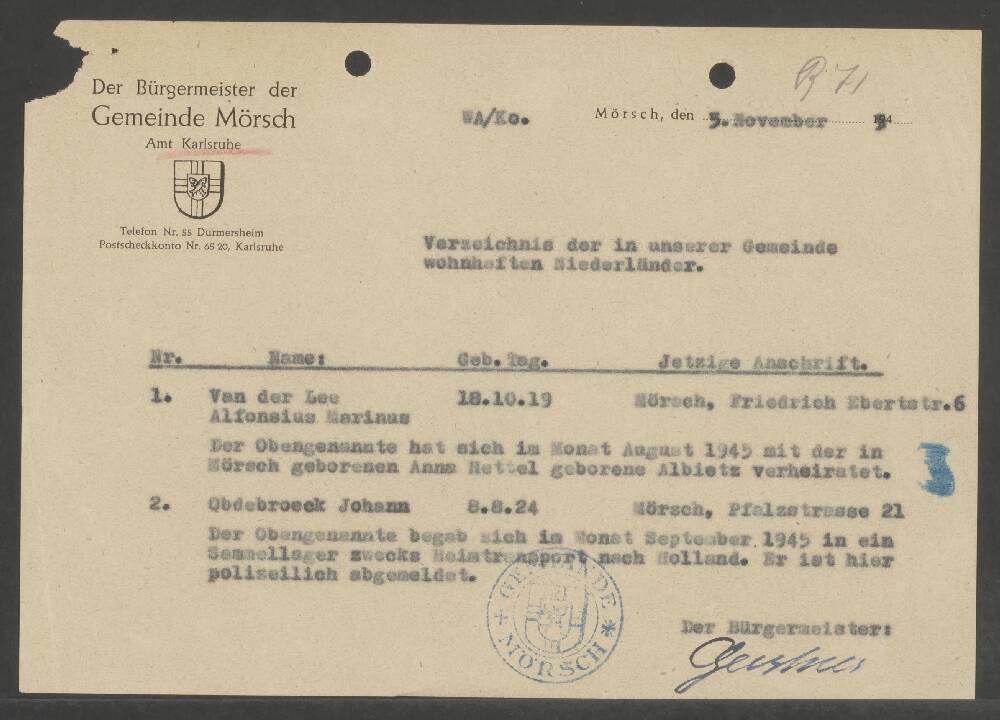 Der Bürgermeister der
Gemeinde Mörsch
Amt Karlsruhe
Telefon Nr. 55 Durmersheim
Postscheckkonto Nr. 65 20, Karlsruhe
WA/Ko.
Mörsch, den 5. November 194
Verzeichnis der in unserer Gemeinde
wohnhaften Niederländer.
Nr. Name: Geb. Tag. Jetzige Anschrift.
1. Van der Lee 18.10.19 Mörsch, Friedrich Ebertstr.6
Alfonsius Marinus
Der Obengenannte hat sich im Monat August 1945 mit der in
Mörsch geborenen Anna Hettel geborene Albietz verheiratet.
2. Obdebroeck Johann 8.8.24 Mörsch, Pfalzstrasse 21
Der Obengenannte begab sich im Monat September 1945 in ein
Sammellager zwecks Heimtransport nach Holland. Er ist hier
polizeilich abgemeldet.
GEMEINDE
MÖRSCH
Der Bürgermeister: